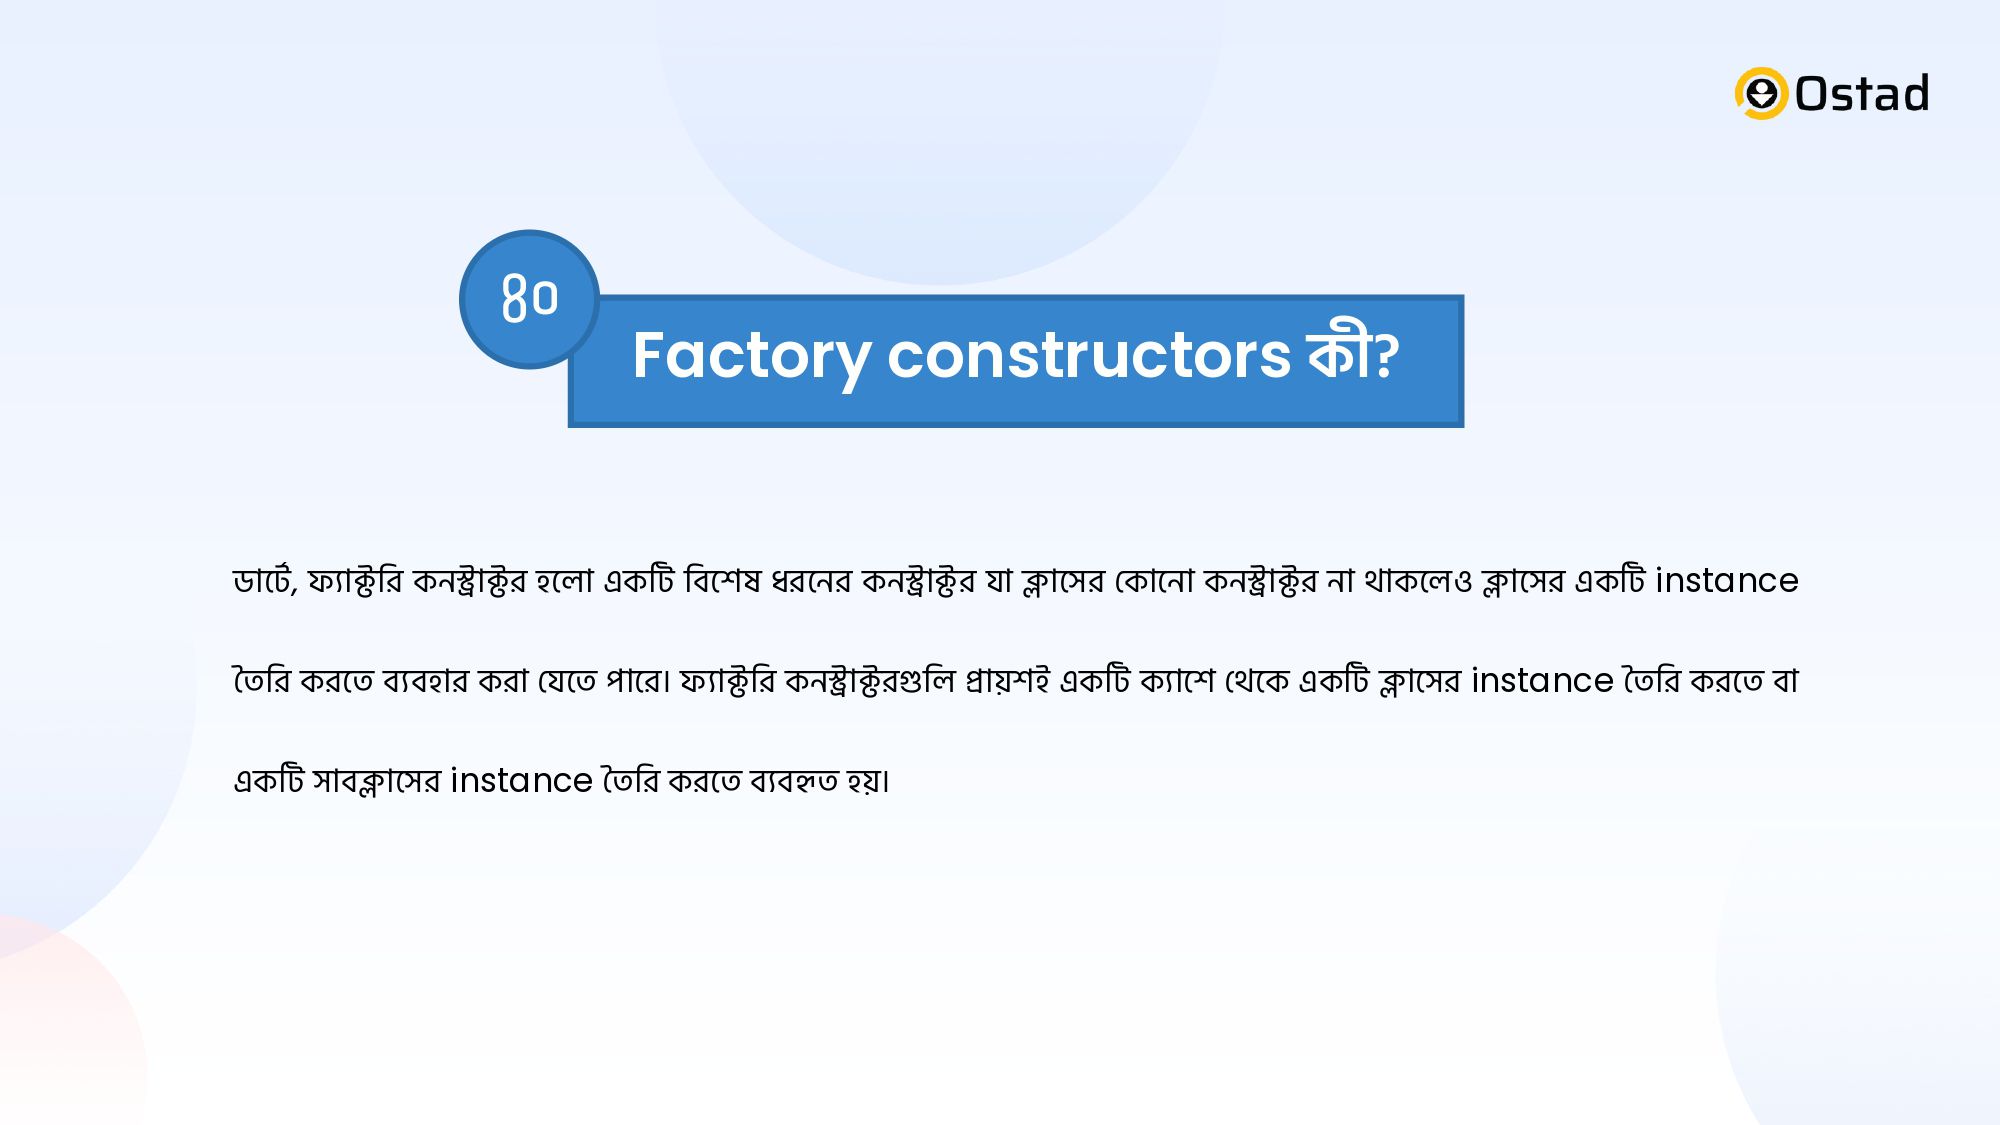 Ostad
৪০
Factory constructors কী?
ডার্টে, ফ্যাক্টরি কনস্ট্রাক্টর হলো একটি বিশেষ ধরনের কনস্ট্রাক্টর যা ক্লাসের কোনো কনস্ট্রাক্টর না থাকলেও ক্লাসের একটি instance
তৈরি করতে ব্যবহার করা যেতে পারে। ফ্যাক্টরি কনস্ট্রাক্টরগুলি প্রায়শই একটি ক্যাশে থেকে একটি ক্লাসের instance তৈরি করতে বা
একটি সাবক্লাসের instance তৈরি করতে ব্যবহৃত হয়।